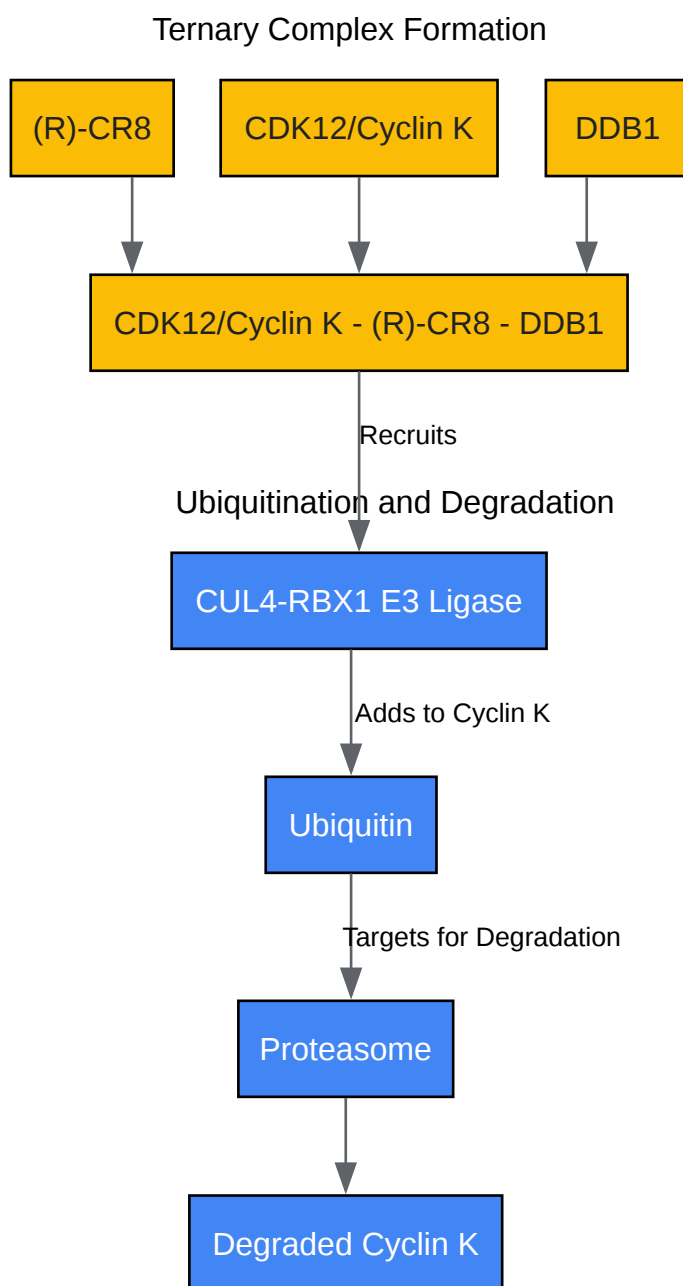 Ternary Complex Formation
(R)-CR8
CDK12/Cyclin K
DDB1
CDK12/Cyclin K - (R)-CR8 - DDB1
Recruits
Ubiquitination and Degradation
CUL4-RBX1 E3 Ligase
Adds to Cyclin K
Ubiquitin
Targets for Degradation
Proteasome
Degraded Cyclin K